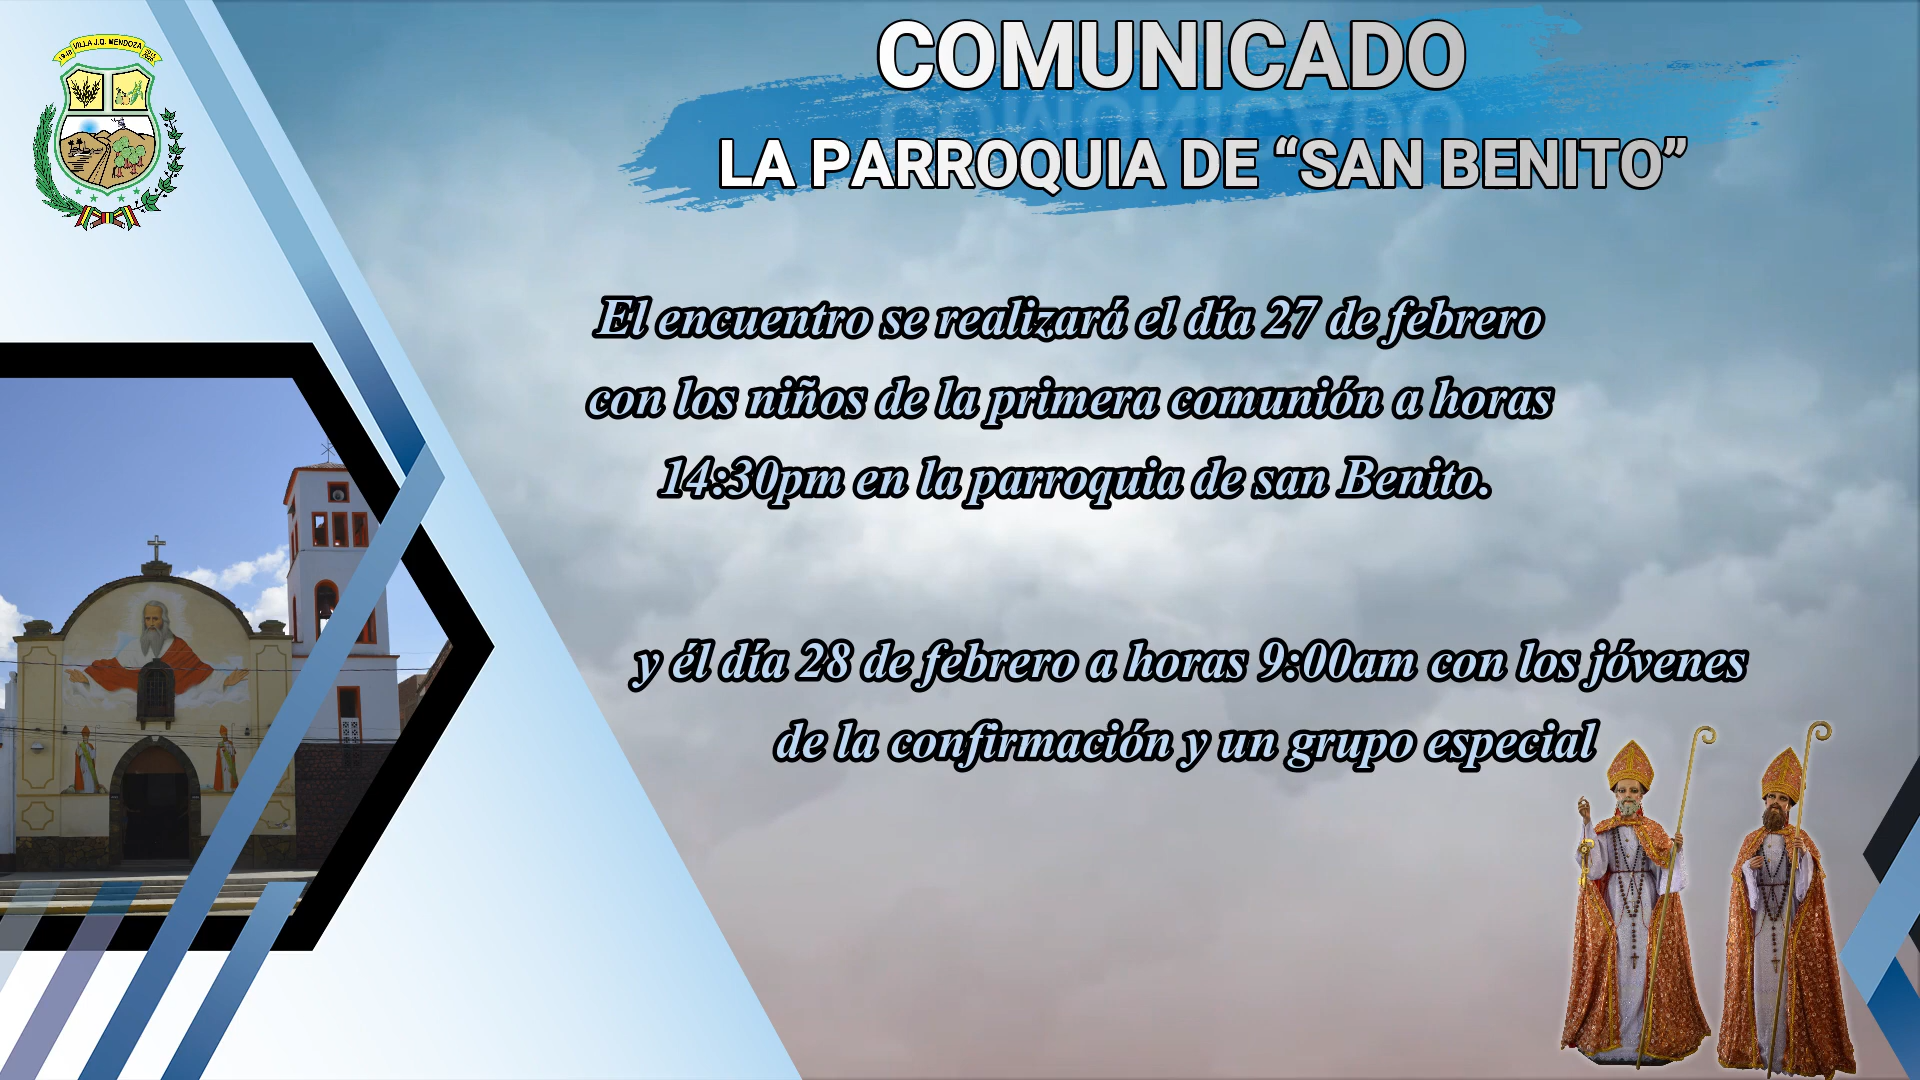 VILLA J.Q. MENDOZA
COMUNICADO
LA PARROQUIA DE “SAN BENITO”
El encuentro se realizará el día 27 de febrero
con los niños de la primera comunión a horas
14:30pm en la parroquia de san Benito.
y él día 28 de febrero a horas 9:00am con los jóvenes
de la confirmación y un grupo especial